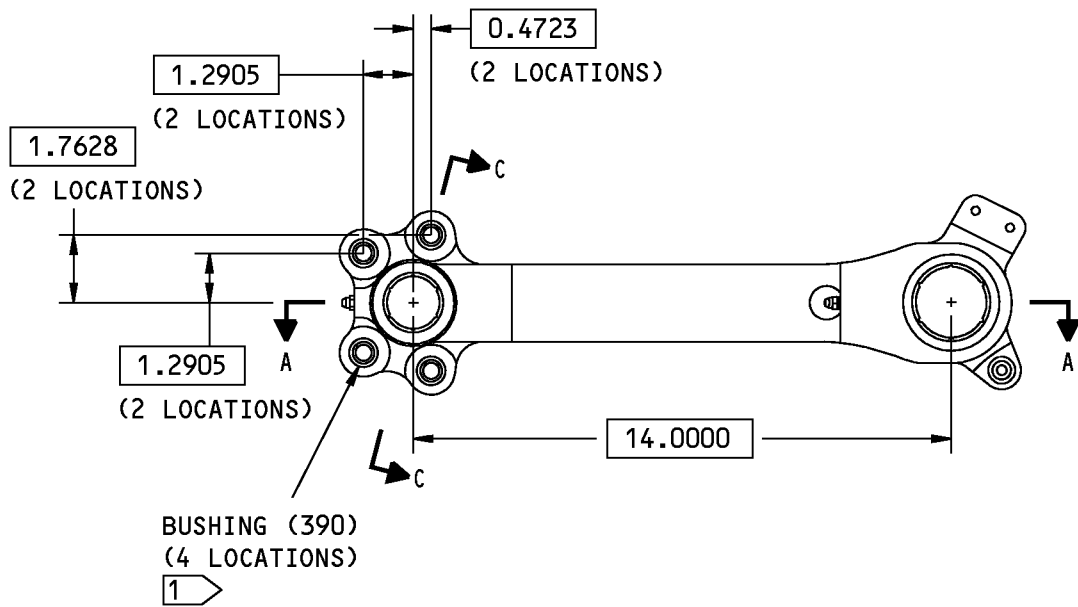 0.4723
(2 LOCATIONS)
1.2905
(2 LOCATIONS)
1.7628
(2 LOCATIONS)
C
A
A
1.2905
(2 LOCATIONS)
14.0000
C
BUSHING (390)
(4 LOCATIONS)
1